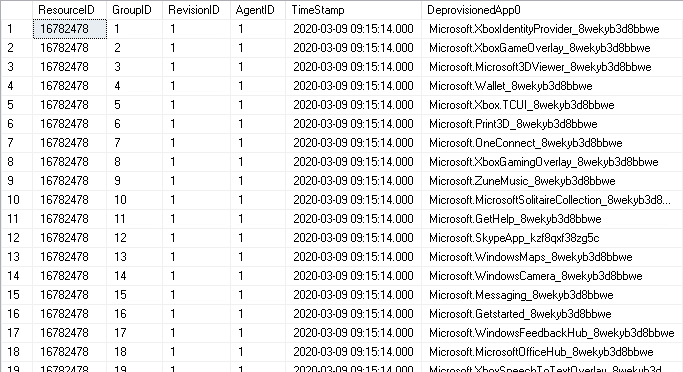 ResourceID GroupID RevisionID AgentID TimeStamp DeprovisionedApp0
1 16782478 1 1 1 2020-03-09 09:15:14.000 Microsoft.XboxIdentityProvider_8wekyb3d8bbwe
2 16782478 2 1 1 2020-03-09 09:15:14.000 Microsoft.XboxGameOverlay_8wekyb3d8bbwe
3 16782478 3 1 1 2020-03-09 09:15:14.000 Microsoft.Microsoft3DViewer_8wekyb3d8bbwe
4 16782478 4 1 1 2020-03-09 09:15:14.000 Microsoft.Wallet_8wekyb3d8bbwe
5 16782478 5 1 1 2020-03-09 09:15:14.000 Microsoft.Xbox.TCUI_8wekyb3d8bbwe
6 16782478 6 1 1 2020-03-09 09:15:14.000 Microsoft.Print3D_8wekyb3d8bbwe
7 16782478 7 1 1 2020-03-09 09:15:14.000 Microsoft.OneConnect_8wekyb3d8bbwe
8 16782478 8 1 1 2020-03-09 09:15:14.000 Microsoft.XboxGamingOverlay_8wekyb3d8bbwe
9 16782478 9 1 1 2020-03-09 09:15:14.000 Microsoft.ZuneMusic_8wekyb3d8bbwe
10 16782478 10 1 1 2020-03-09 09:15:14.000 Microsoft.MicrosoftSolitaireCollection_8wekyb3d8...
11 16782478 11 1 1 2020-03-09 09:15:14.000 Microsoft.GetHelp_8wekyb3d8bbwe
12 16782478 12 1 1 2020-03-09 09:15:14.000 Microsoft.SkypeApp_kzf8qxf38zg5c
13 16782478 13 1 1 2020-03-09 09:15:14.000 Microsoft.WindowsMaps_8wekyb3d8bbwe
14 16782478 14 1 1 2020-03-09 09:15:14.000 Microsoft.WindowsCamera_8wekyb3d8bbwe
15 16782478 15 1 1 2020-03-09 09:15:14.000 Microsoft.Messaging_8wekyb3d8bbwe
16 16782478 16 1 1 2020-03-09 09:15:14.000 Microsoft.Getstarted_8wekyb3d8bbwe
17 16782478 17 1 1 2020-03-09 09:15:14.000 Microsoft.WindowsFeedbackHub_8wekyb3d8bbwe
18 16782478 18 1 1 2020-03-09 09:15:14.000 Microsoft.MicrosoftOfficeHub_8wekyb3d8bbwe
19 16782478 19 1 1 2020-03-09 09:15:14.000 Microsoft.XboxSpeechToTextOverlay_8wekyb3d